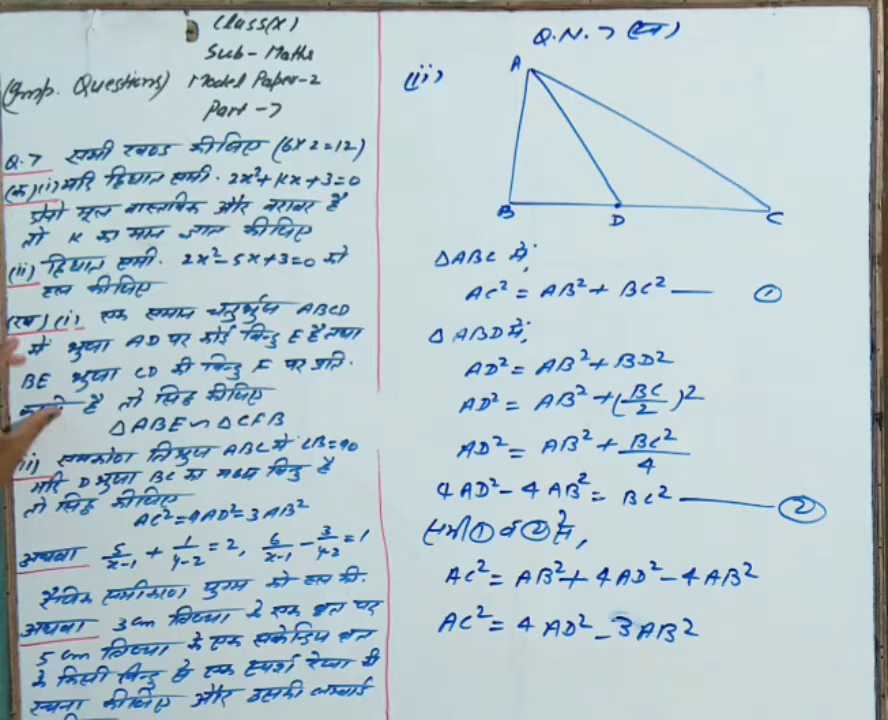 Class(X)
Sub-Maths
(Imp. Questions) Model Paper-2
Part-7
Q.7 सभी खण्ड कीजिए (6×2=12)
(क)(i) यदि द्विघात समी. 2x²+Kx+3=0
दोनों मूल वास्तविक और बराबर है
तो K का मान ज्ञात कीजिए
(ii) द्विघात समी. 2x²-5x+3=0 को
हल कीजिए
(ख)(i) एक समान्तर चतुर्भुज ABCD
में भुजा AD पर कोई बिन्दु E है तथा
BE भुजा CD को बिन्दु F पर प्रति.
करती है तो सिद्ध कीजिए
△ABE∽△CFB
(ii) समकोण त्रिभुज ABC में ∠B=90
यदि D भुजा BC का मध्य बिन्दु है
तो सिद्ध कीजिए
AC²=4AD²=3AB²
अथवा 5/x-1 + 1/y-2 = 2, 6/x-1 - 3/y-2 = 1
रैखिक समीकरण युग्म को हल की.
अथवा 3cm त्रिज्या के एक वृत्त पर
5cm त्रिज्या के एक संकेन्द्रीय वृत्त
के किसी बिन्दु से एक स्पर्श रेखा की
रचना कीजिए और उसकी लम्बाई
Q.N. 7 (ख)
(ii)
A
B
D
C
△ABC में,
AC² = AB² + BC² — ①
△ABD में,
AD² = AB² + BD²
AD² = AB² + (BC/2)²
AD² = AB² + BC²/4
4AD² - 4AB² = BC² — ②
समी ① व ② से,
AC² = AB² + 4AD² - 4AB²
AC² = 4AD² - 3AB²